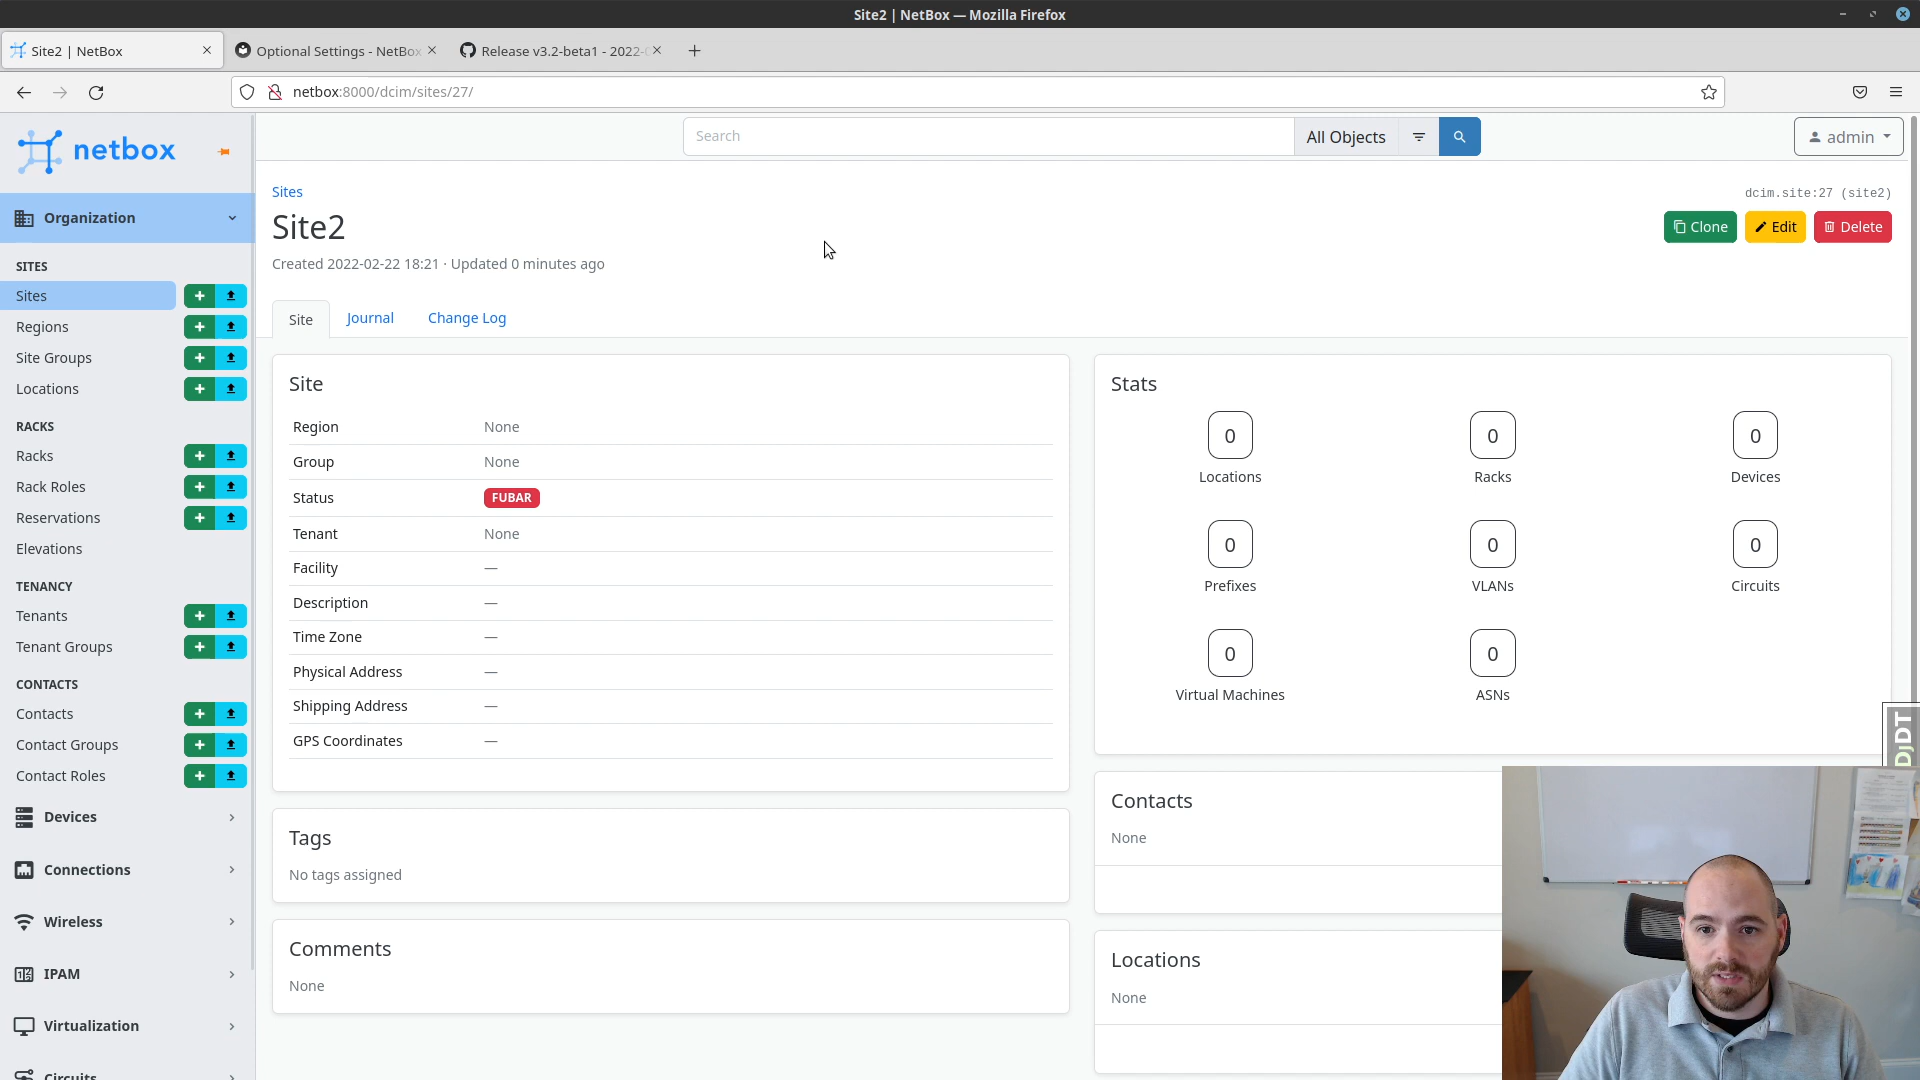 Site2 | NetBox — Mozilla Firefox
Site2 | NetBox
Optional Settings - NetBox
Release v3.2-beta1 - 2022-
netbox:8000/dcim/sites/27/
netbox
Search
All Objects
admin
Organization
SITES
Sites
Regions
Site Groups
Locations
RACKS
Racks
Rack Roles
Reservations
Elevations
TENANCY
Tenants
Tenant Groups
CONTACTS
Contacts
Contact Groups
Contact Roles
Devices
Connections
Wireless
IPAM
Virtualization
Circuits
Sites
dcim.site:27 (site2)
Site2
Clone
Edit
Delete
Created 2022-02-22 18:21 · Updated 0 minutes ago
Site
Journal
Change Log
Site
Region None
Group None
Status FUBAR
Tenant None
Facility —
Description —
Time Zone —
Physical Address —
Shipping Address —
GPS Coordinates —
Tags
No tags assigned
Comments
None
Stats
0 0 0
Locations Racks Devices
0 0 0
Prefixes VLANs Circuits
0 0
Virtual Machines ASNs
Contacts
None
Locations
None
DjDT